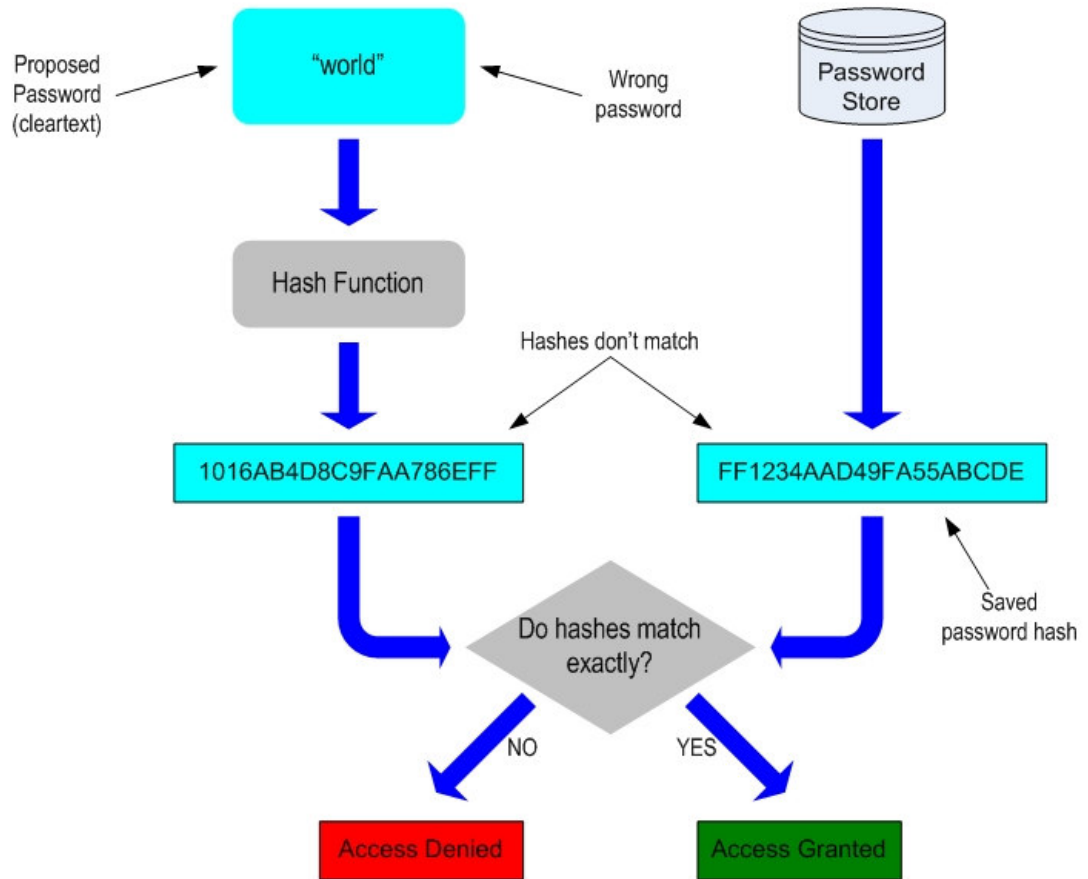 Proposed
Password
(cleartext)
“world”
Wrong
password
Password
Store
Hash Function
Hashes don’t match
1016AB4D8C9FAA786EFF
FF1234AAD49FA55ABCDE
Saved
password hash
Do hashes match
exactly?
NO
YES
Access Denied
Access Granted